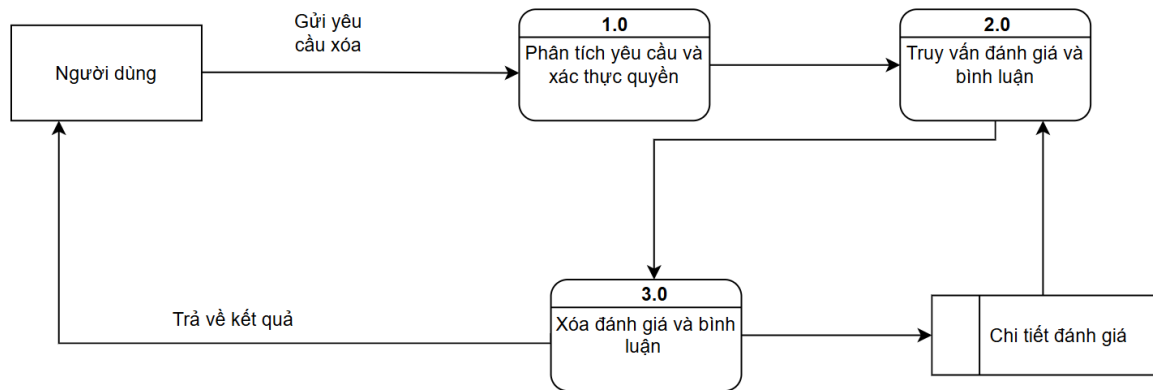 Gửi yêu
cầu xóa
Người dùng
1.0
Phân tích yêu cầu và
xác thực quyền
2.0
Truy vấn đánh giá và
bình luận
3.0
Xóa đánh giá và bình
luận
Trả về kết quả
Chi tiết đánh giá